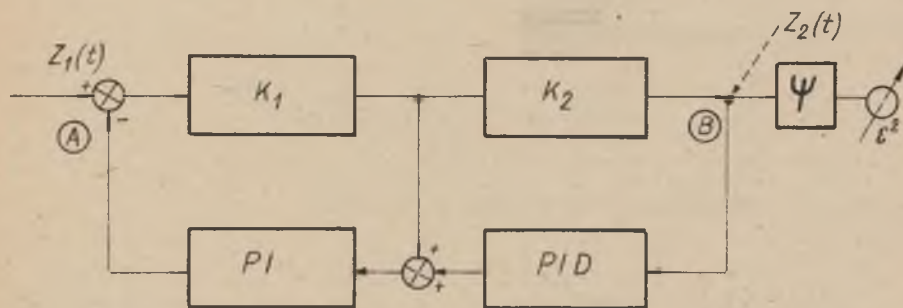 Z₁(t)
Z₂(t)
+
-
K₁
K₂
Ψ
ε²
A
B
PI
+
+
PID